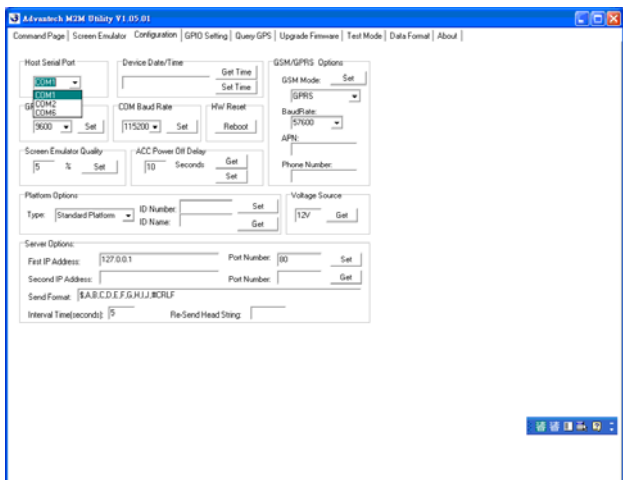 Advantech M2M Utility V1.05.01
Command Page Screen Emulator Configuration GPIO Setting Query GPS Upgrade Firmware Test Mode Data Format About
Host Serial Port
COM1
COM1
COM2
COM6
Device Date/Time
Get Time
Set Time
GSM/GPRS Options
GSM Mode: Set
GPRS
BaudRate:
57600
APN:
Phone Number:
9600 Set
COM Baud Rate
115200 Set
HW Reset
Reboot
Screen Emulator Quality
5 % Set
ACC Power Off Delay
10 Seconds Get
Set
Platform Options
Type: Standard Platform
ID Number: Set
ID Name: Get
Voltage Source
12V Get
Server Options:
First IP Address: 127.0.0.1 Port Number: 80 Set
Second IP Address: Port Number: Get
Send Format: $,A,B,C,D,E,F,G,H,I,J,#CRLF
Interval Time(seconds): 5 Re-Send Head String: